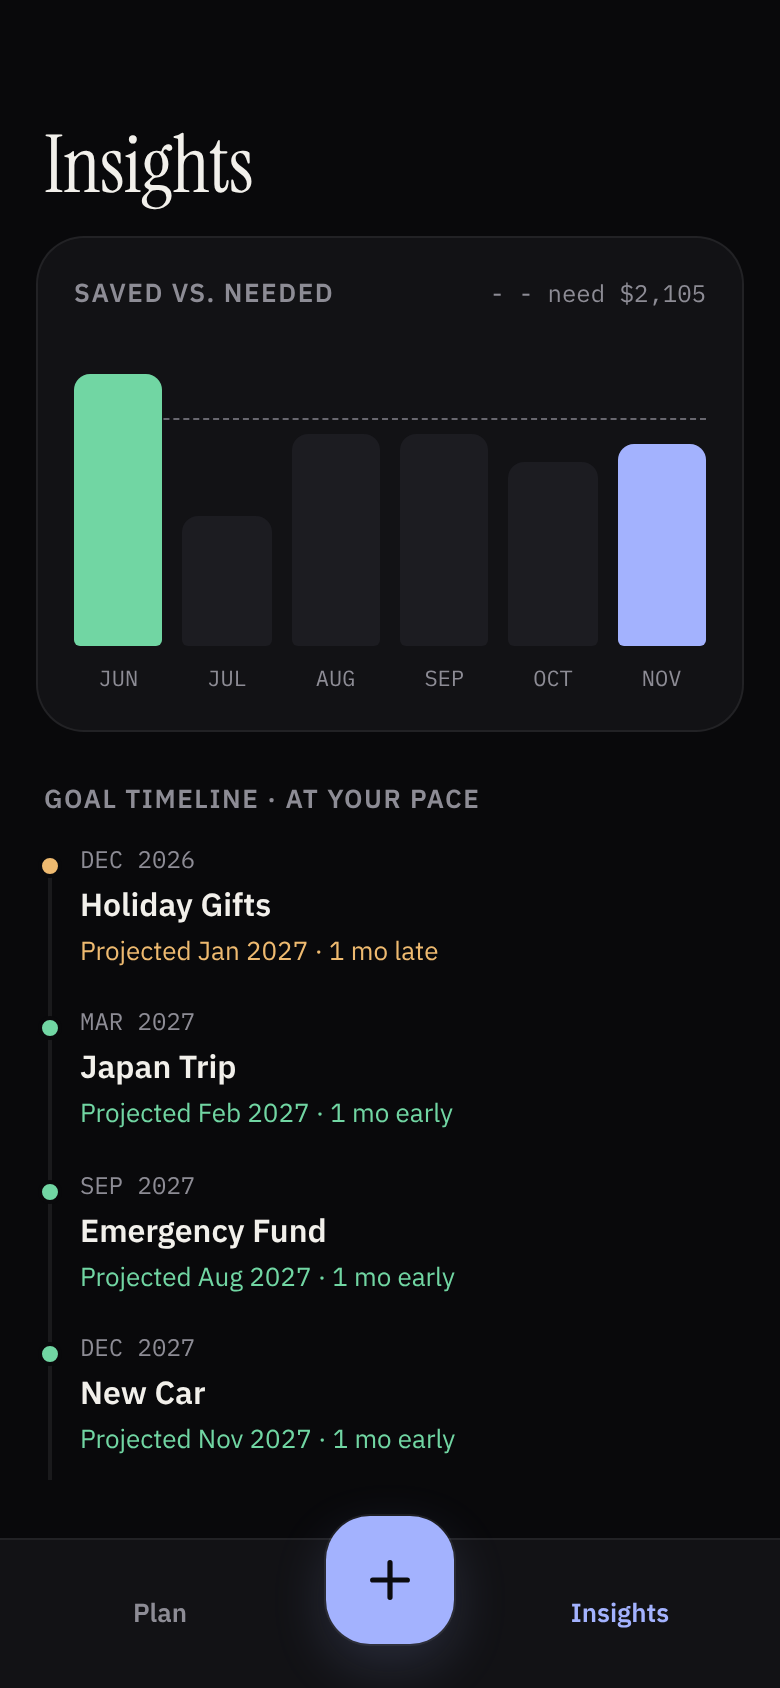 Insights
SAVED VS. NEEDED
- - need $2,105
JUN JUL AUG SEP OCT NOV
GOAL TIMELINE · AT YOUR PACE
DEC 2026
Holiday Gifts
Projected Jan 2027 · 1 mo late
MAR 2027
Japan Trip
Projected Feb 2027 · 1 mo early
SEP 2027
Emergency Fund
Projected Aug 2027 · 1 mo early
DEC 2027
New Car
Projected Nov 2027 · 1 mo early
Plan
+
Insights